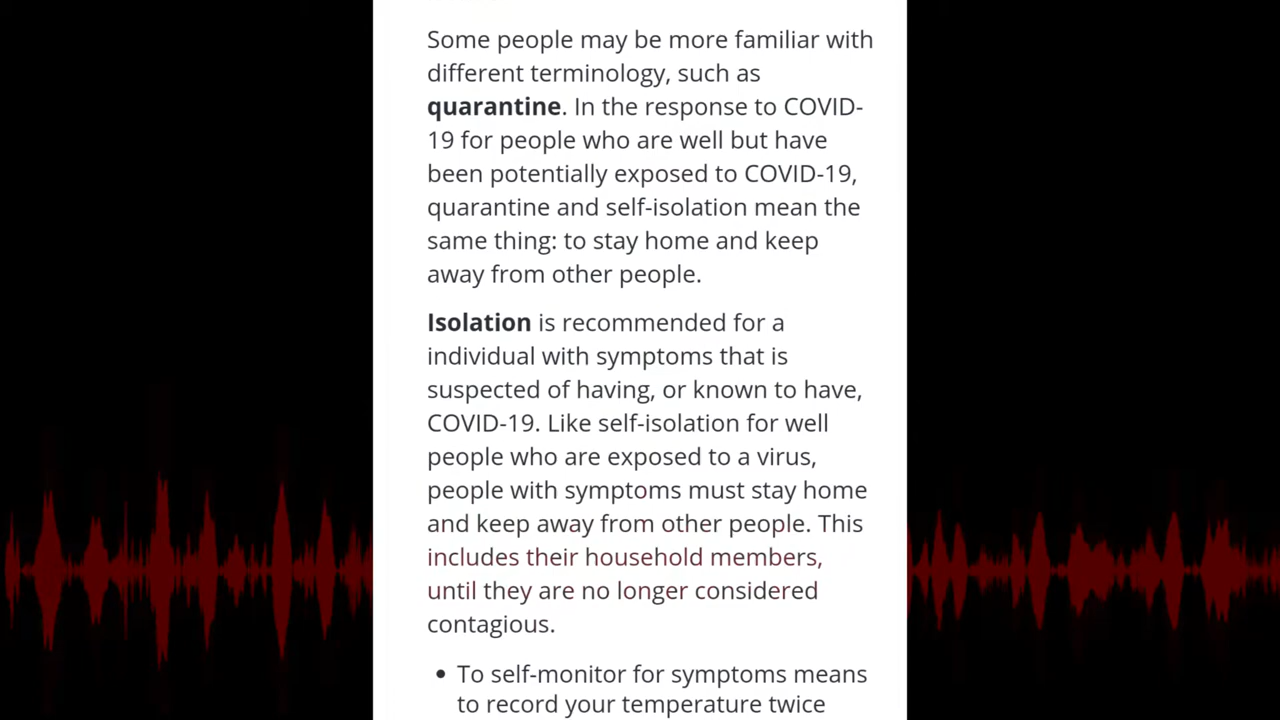 Some people may be more familiar with
different terminology, such as
quarantine. In the response to COVID-
19 for people who are well but have
been potentially exposed to COVID-19,
quarantine and self-isolation mean the
same thing: to stay home and keep
away from other people.
Isolation is recommended for a
individual with symptoms that is
suspected of having, or known to have,
COVID-19. Like self-isolation for well
people who are exposed to a virus,
people with symptoms must stay home
and keep away from other people. This
includes their household members,
until they are no longer considered
contagious.
• To self-monitor for symptoms means
to record your temperature twice